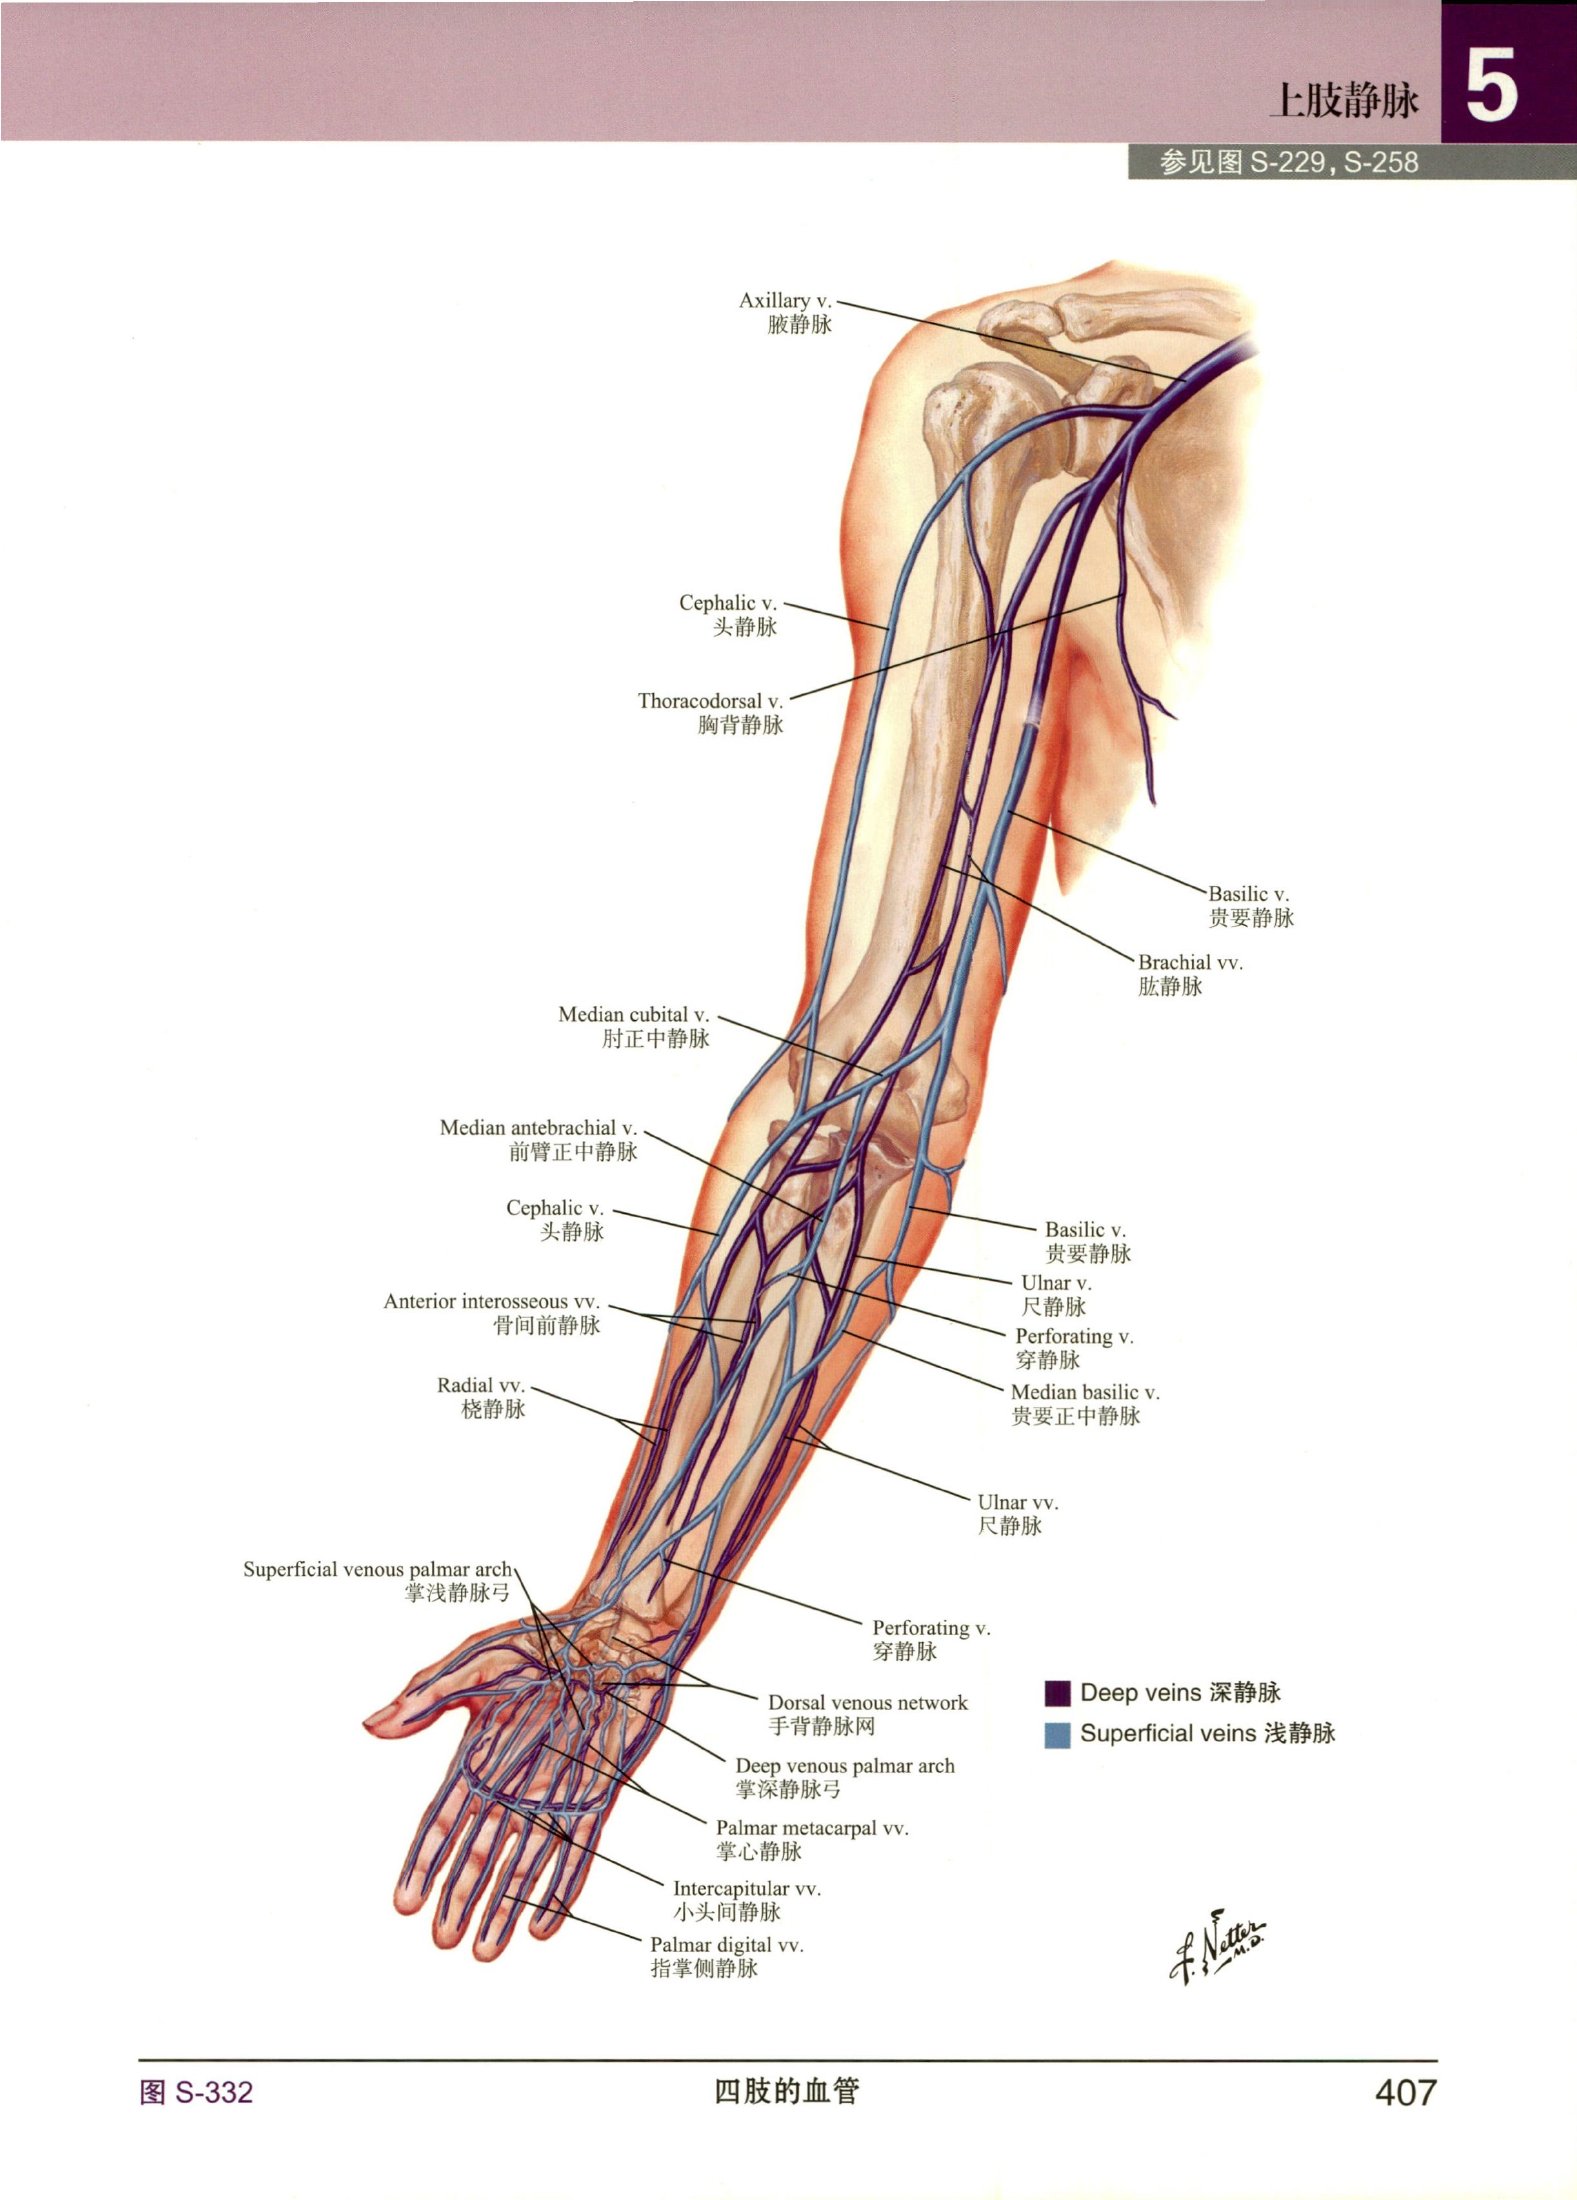 上肢静脉
5
参见图 S-229, S-258
Axillary v.
腋静脉
Cephalic v.
头静脉
Thoracodorsal v.
胸背静脉
Basilic v.
贵要静脉
Brachial vv.
肱静脉
Median cubital v.
肘正中静脉
Median antebrachial v.
前臂正中静脉
Cephalic v.
头静脉
Basilic v.
贵要静脉
Ulnar v.
尺静脉
Anterior interosseous vv.
骨间前静脉
Perforating v.
穿静脉
Radial vv.
桡静脉
Median basilic v.
贵要正中静脉
Ulnar vv.
尺静脉
Superficial venous palmar arch
掌浅静脉弓
Perforating v.
穿静脉
Deep veins 深静脉
Dorsal venous network
手背静脉网
Superficial veins 浅静脉
Deep venous palmar arch
掌深静脉弓
Palmar metacarpal vv.
掌心静脉
Intercapitular vv.
小头间静脉
Palmar digital vv.
指掌侧静脉
F. Netter
M.D.
图 S-332
四肢的血管
407